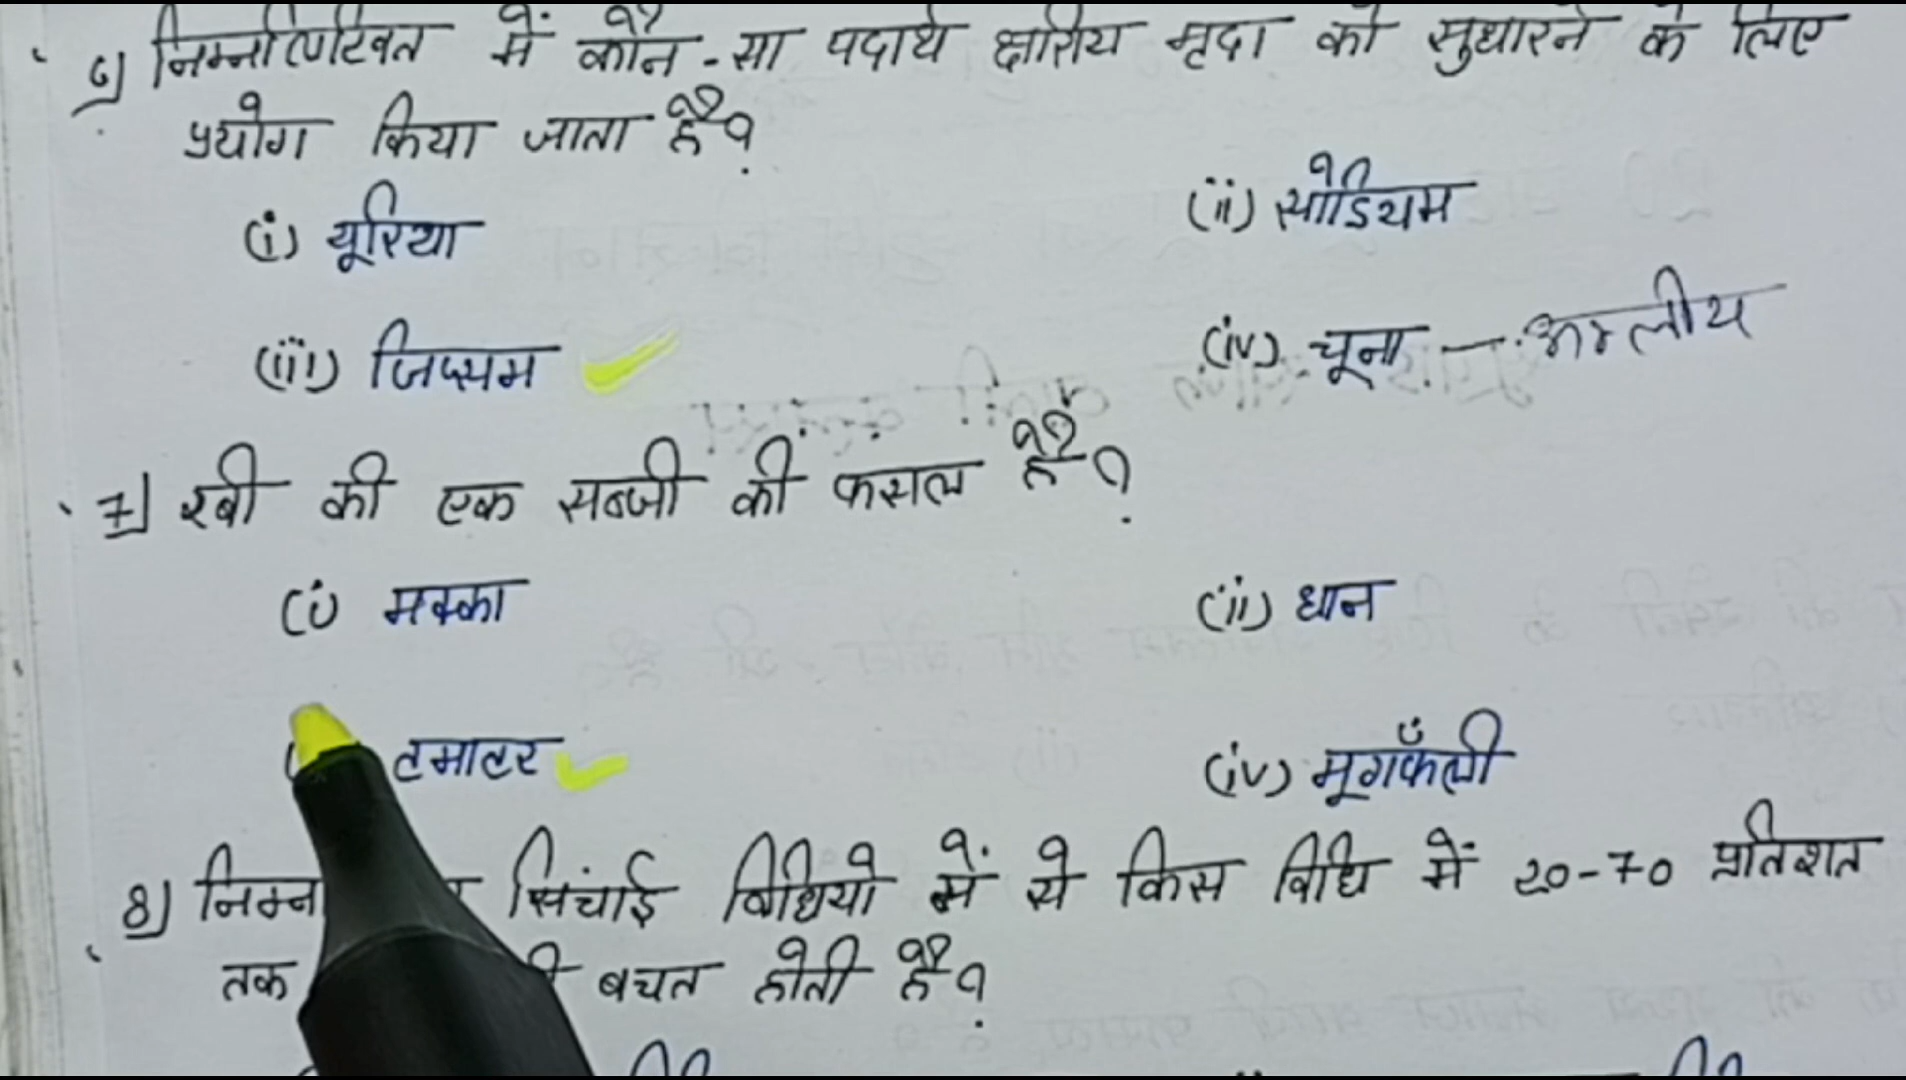 6) निम्नलिखित में कौन-सा पदार्थ क्षारीय मृदा को सुधारने के लिए
प्रयोग किया जाता है?
(i) यूरिया (ii) सोडियम
(iii) जिप्सम (iv) चूना - अम्लीय
7) रबी की एक सब्जी की फसल है?
(i) मक्का (ii) धान
टमाटर (iv) मूगफँली
8) निम्न सिंचाई विधियो में से किस विधि में 20-70 प्रतिशत
तक की बचत होती है?